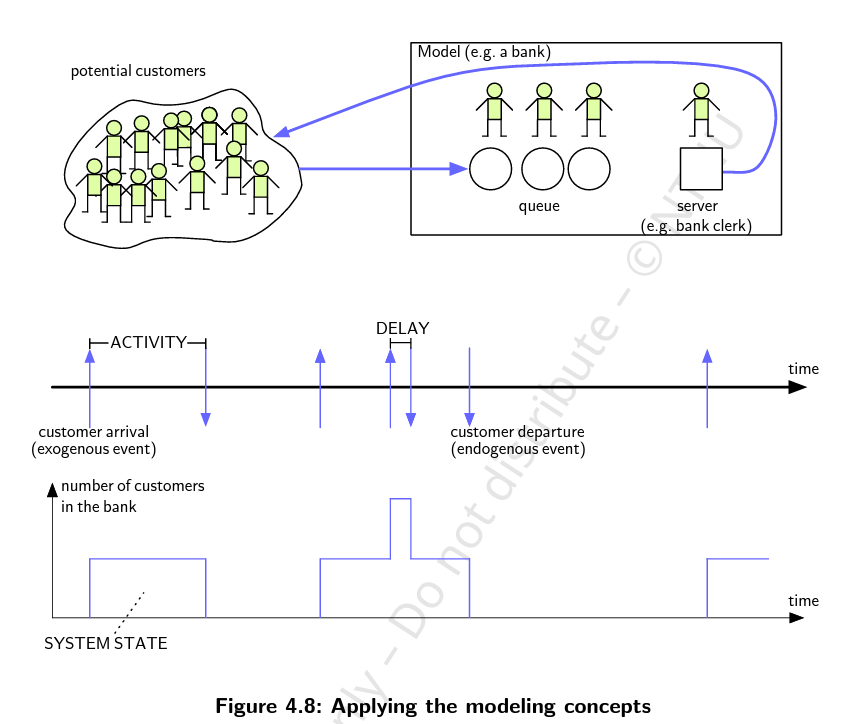 potential customers
Model (e.g. a bank)
queue
server
(e.g. bank clerk)
ACTIVITY
DELAY
time
customer arrival
(exogenous event)
customer departure
(endogenous event)
number of customers
in the bank
time
SYSTEM STATE
Figure 4.8: Applying the modeling concepts
– Do not distribute – ©